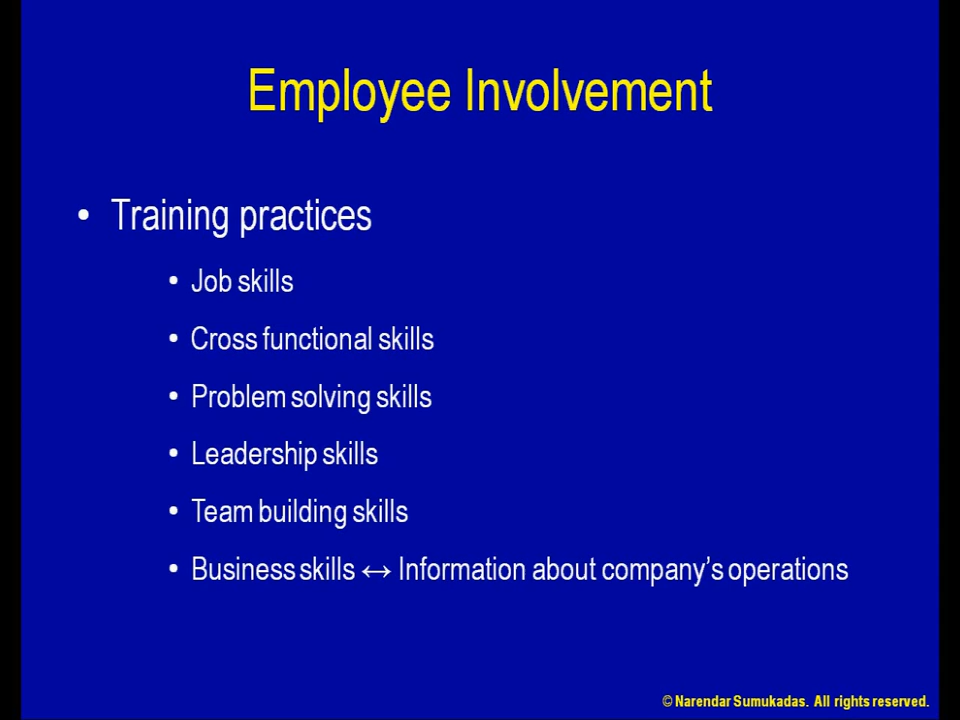 Employee Involvement
• Training practices
• Job skills
• Cross functional skills
• Problem solving skills
• Leadership skills
• Team building skills
• Business skills ↔ Information about company's operations
© Narendar Sumukadas. All rights reserved.